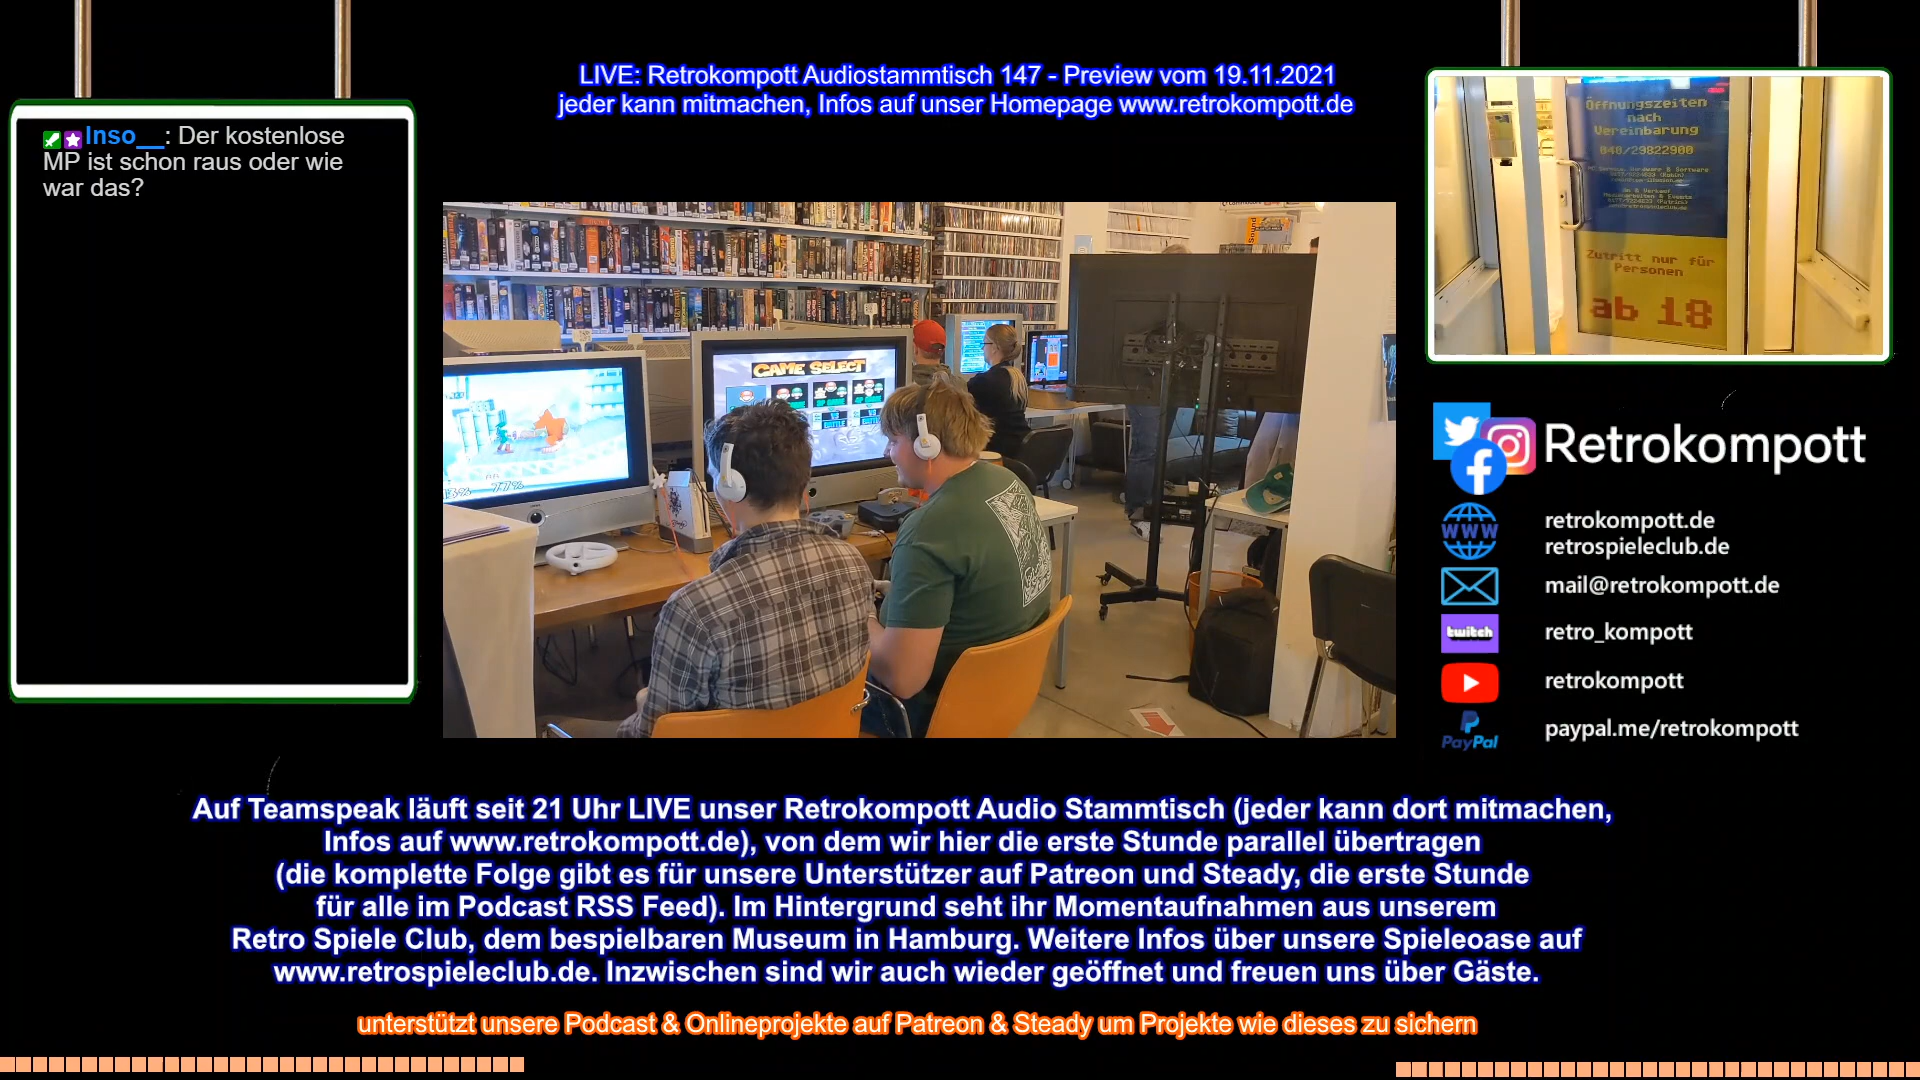 LIVE: Retrokompott Audiostammtisch 147 - Preview vom 19.11.2021
jeder kann mitmachen, Infos auf unser Homepage www.retrokompott.de
Inso__: Der kostenlose
MP ist schon raus oder wie
war das?
GAME SELECT
77%
Öffnungszeiten
nach
Vereinbarung
040/29822900
Zutritt nur für
Personen
ab 18
Retrokompott
www
retrokompott.de
retrospieleclub.de
mail@retrokompott.de
twitch
retro_kompott
retrokompott
PayPal
paypal.me/retrokompott
Auf Teamspeak läuft seit 21 Uhr LIVE unser Retrokompott Audio Stammtisch (jeder kann dort mitmachen,
Infos auf www.retrokompott.de), von dem wir hier die erste Stunde parallel übertragen
(die komplette Folge gibt es für unsere Unterstützer auf Patreon und Steady, die erste Stunde
für alle im Podcast RSS Feed). Im Hintergrund seht ihr Momentaufnahmen aus unserem
Retro Spiele Club, dem bespielbaren Museum in Hamburg. Weitere Infos über unsere Spieleoase auf
www.retrospieleclub.de. Inzwischen sind wir auch wieder geöffnet und freuen uns über Gäste.
unterstützt unsere Podcast & Onlineprojekte auf Patreon & Steady um Projekte wie dieses zu sichern